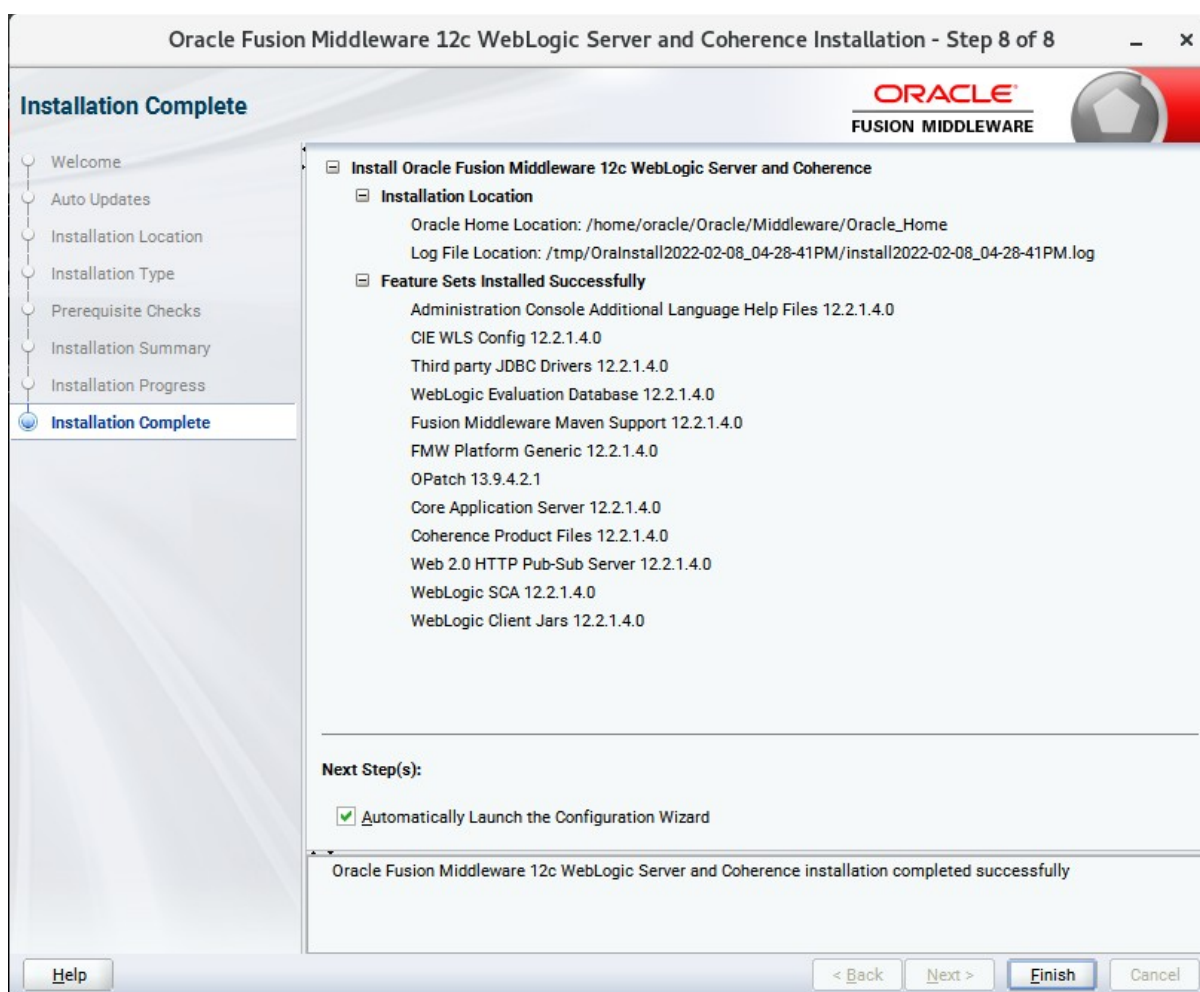 Oracle Fusion Middleware 12c WebLogic Server and Coherence Installation - Step 8 of 8
Installation Complete
ORACLE
FUSION MIDDLEWARE
Welcome
Auto Updates
Installation Location
Installation Type
Prerequisite Checks
Installation Summary
Installation Progress
Installation Complete
Install Oracle Fusion Middleware 12c WebLogic Server and Coherence
Installation Location
Oracle Home Location: /home/oracle/Oracle/Middleware/Oracle_Home
Log File Location: /tmp/OraInstall2022-02-08_04-28-41PM/install2022-02-08_04-28-41PM.log
Feature Sets Installed Successfully
Administration Console Additional Language Help Files 12.2.1.4.0
CIE WLS Config 12.2.1.4.0
Third party JDBC Drivers 12.2.1.4.0
WebLogic Evaluation Database 12.2.1.4.0
Fusion Middleware Maven Support 12.2.1.4.0
FMW Platform Generic 12.2.1.4.0
OPatch 13.9.4.2.1
Core Application Server 12.2.1.4.0
Coherence Product Files 12.2.1.4.0
Web 2.0 HTTP Pub-Sub Server 12.2.1.4.0
WebLogic SCA 12.2.1.4.0
WebLogic Client Jars 12.2.1.4.0
Next Step(s):
Automatically Launch the Configuration Wizard
Oracle Fusion Middleware 12c WebLogic Server and Coherence installation completed successfully
Help
< Back
Next >
Finish
Cancel